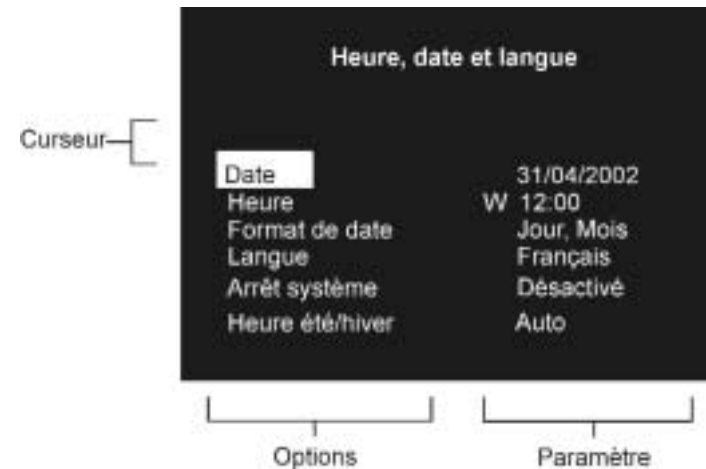 Heure, date et langue
Curseur
Date 31/04/2002
Heure W 12:00
Format de date Jour, Mois
Langue Français
Arrêt système Désactivé
Heure été/hiver Auto
Options Paramètre